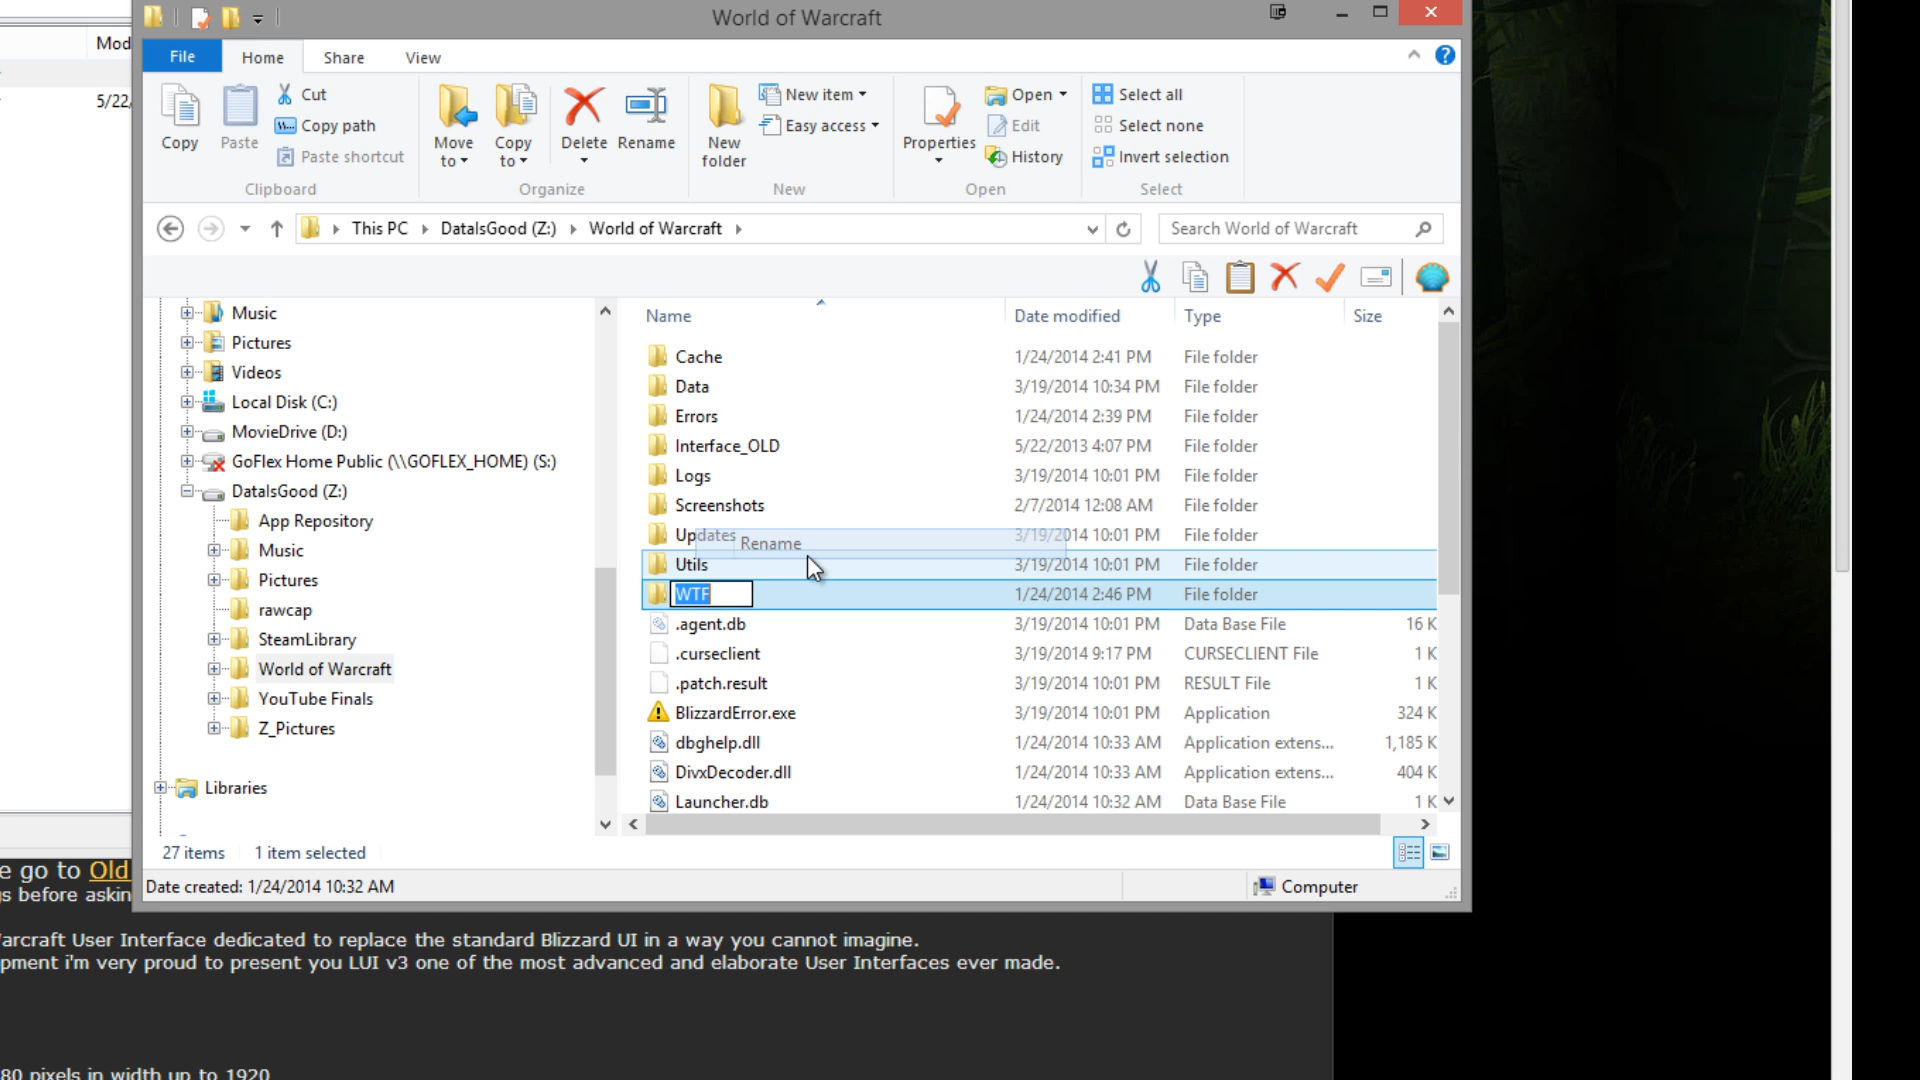 World of Warcraft
Mod
5/22/
File Home Share View
Copy Paste Cut Copy path Paste shortcut
Clipboard
Move to Copy to Delete Rename
Organize
New folder New item Easy access
New
Properties Open Edit History
Open
Select all Select none Invert selection
Select
This PC DataIsGood (Z:) World of Warcraft
Search World of Warcraft
Music
Pictures
Videos
Local Disk (C:)
MovieDrive (D:)
GoFlex Home Public (\\GOFLEX_HOME) (S:)
DataIsGood (Z:)
App Repository
Music
Pictures
rawcap
SteamLibrary
World of Warcraft
YouTube Finals
Z_Pictures
Libraries
Name Date modified Type Size
Cache 1/24/2014 2:41 PM File folder
Data 3/19/2014 10:34 PM File folder
Errors 1/24/2014 2:39 PM File folder
Interface_OLD 5/22/2013 4:07 PM File folder
Logs 3/19/2014 10:01 PM File folder
Screenshots 2/7/2014 12:08 AM File folder
Updates 3/19/2014 10:01 PM File folder
Rename
Utils 3/19/2014 10:01 PM File folder
WTF 1/24/2014 2:46 PM File folder
.agent.db 3/19/2014 10:01 PM Data Base File 16 K
.curseclient 3/19/2014 9:17 PM CURSECLIENT File 1 K
.patch.result 3/19/2014 10:01 PM RESULT File 1 K
BlizzardError.exe 3/19/2014 10:01 PM Application 324 K
dbghelp.dll 1/24/2014 10:33 AM Application extens... 1,185 K
DivxDecoder.dll 1/24/2014 10:33 AM Application extens... 404 K
Launcher.db 1/24/2014 10:32 AM Data Base File 1 K
27 items 1 item selected
Date created: 1/24/2014 10:32 AM
Computer
e go to Old
gs before askin
arcraft User Interface dedicated to replace the standard Blizzard UI in a way you cannot imagine.
pment i'm very proud to present you LUI v3 one of the most advanced and elaborate User Interfaces ever made.
80 pixels in width up to 1920